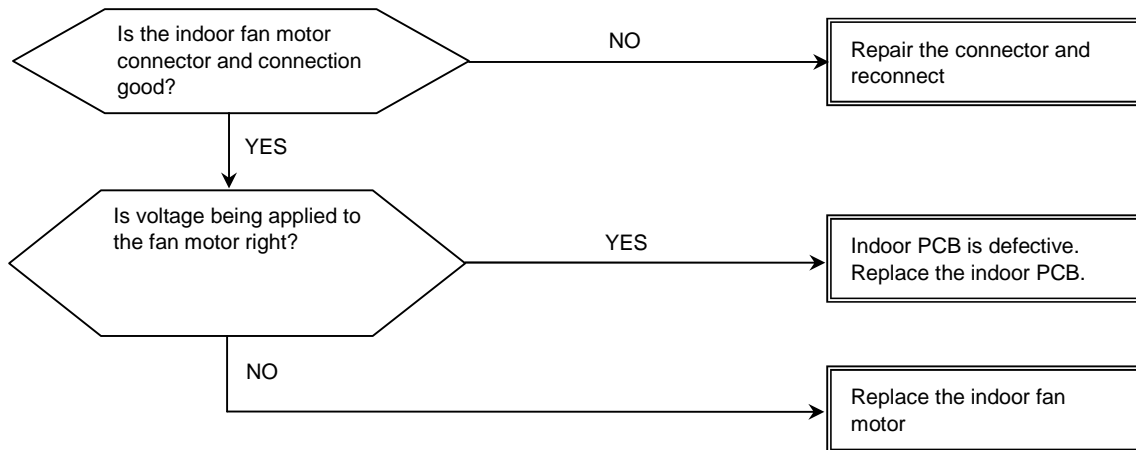 Is the indoor fan motor
connector and connection
good?
NO
Repair the connector and
reconnect
YES
Is voltage being applied to
the fan motor right?
YES
Indoor PCB is defective.
Replace the indoor PCB.
NO
Replace the indoor fan
motor